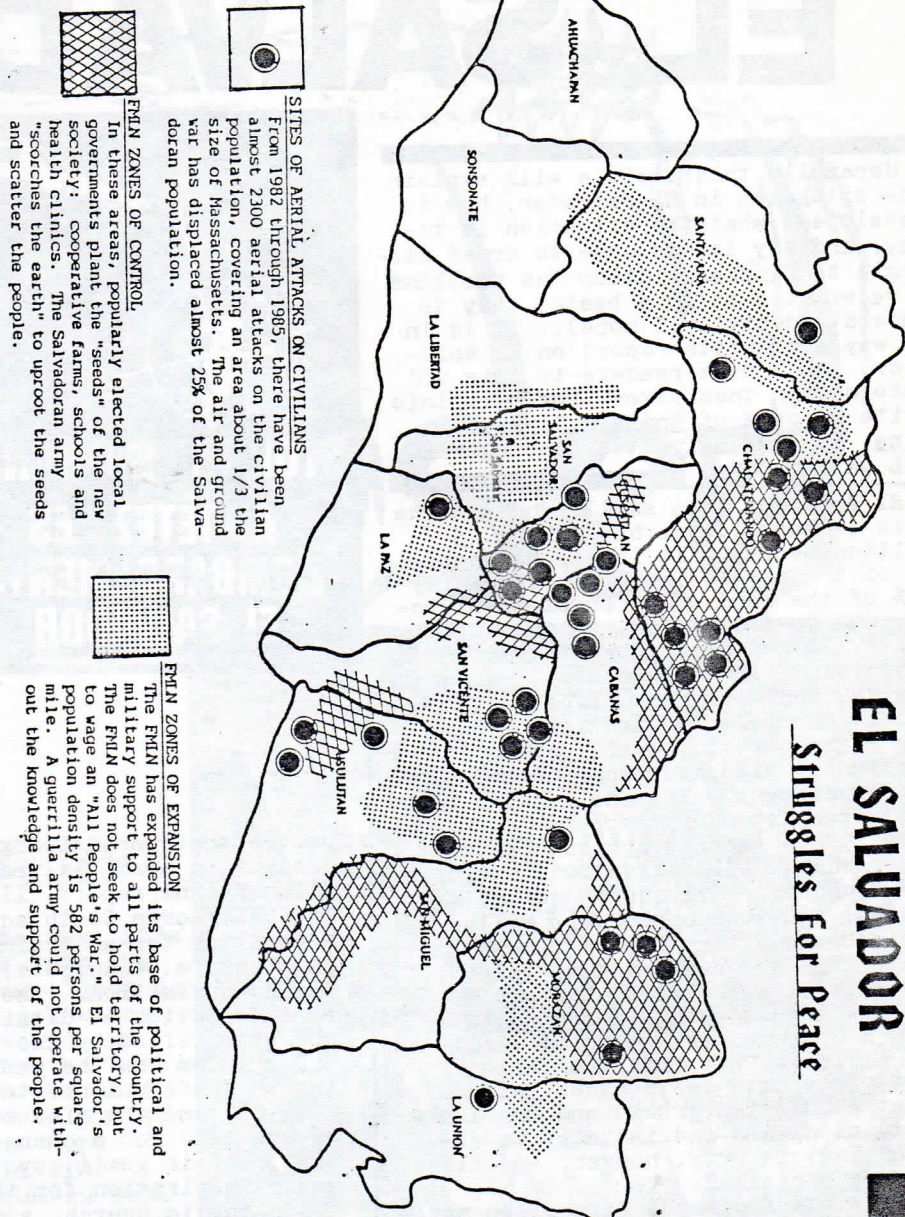 EL SALVADOR
Struggles for Peace
AHUACHAPAN
SANTA ANA
SONSONATE
CHALATENANGO
LA LIBERTAD
SAN
SALVADOR
CUSCATLAN
CABANAS
LA PAZ
SAN VICENTE
USULUTAN
SAN MIGUEL
MORAZAN
LA UNION
SITES OF AERIAL ATTACKS ON CIVILIANS
From 1982 through 1985, there have been
almost 2300 aerial attacks on the civilian
population, covering an area about 1/3 the
size of Massachusetts. The air and ground
war has displaced almost 25% of the Salva-
doran population.
FMLN ZONES OF CONTROL
In these areas, popularly elected local
governments plant the "seeds" of the new
society: cooperative farms, schools and
health clinics. The Salvadoran army
"scorches the earth" to uproot the seeds
and scatter the people.
FMLN ZONES OF EXPANSION
The FMLN has expanded its base of political and
military support to all parts of the country.
The FMLN does not seek to hold territory, but
to wage an "All People's War. El Salvador's
population density is 582 persons per square
mile. A guerrilla army could not operate with-
out the knowledge and support of the people.